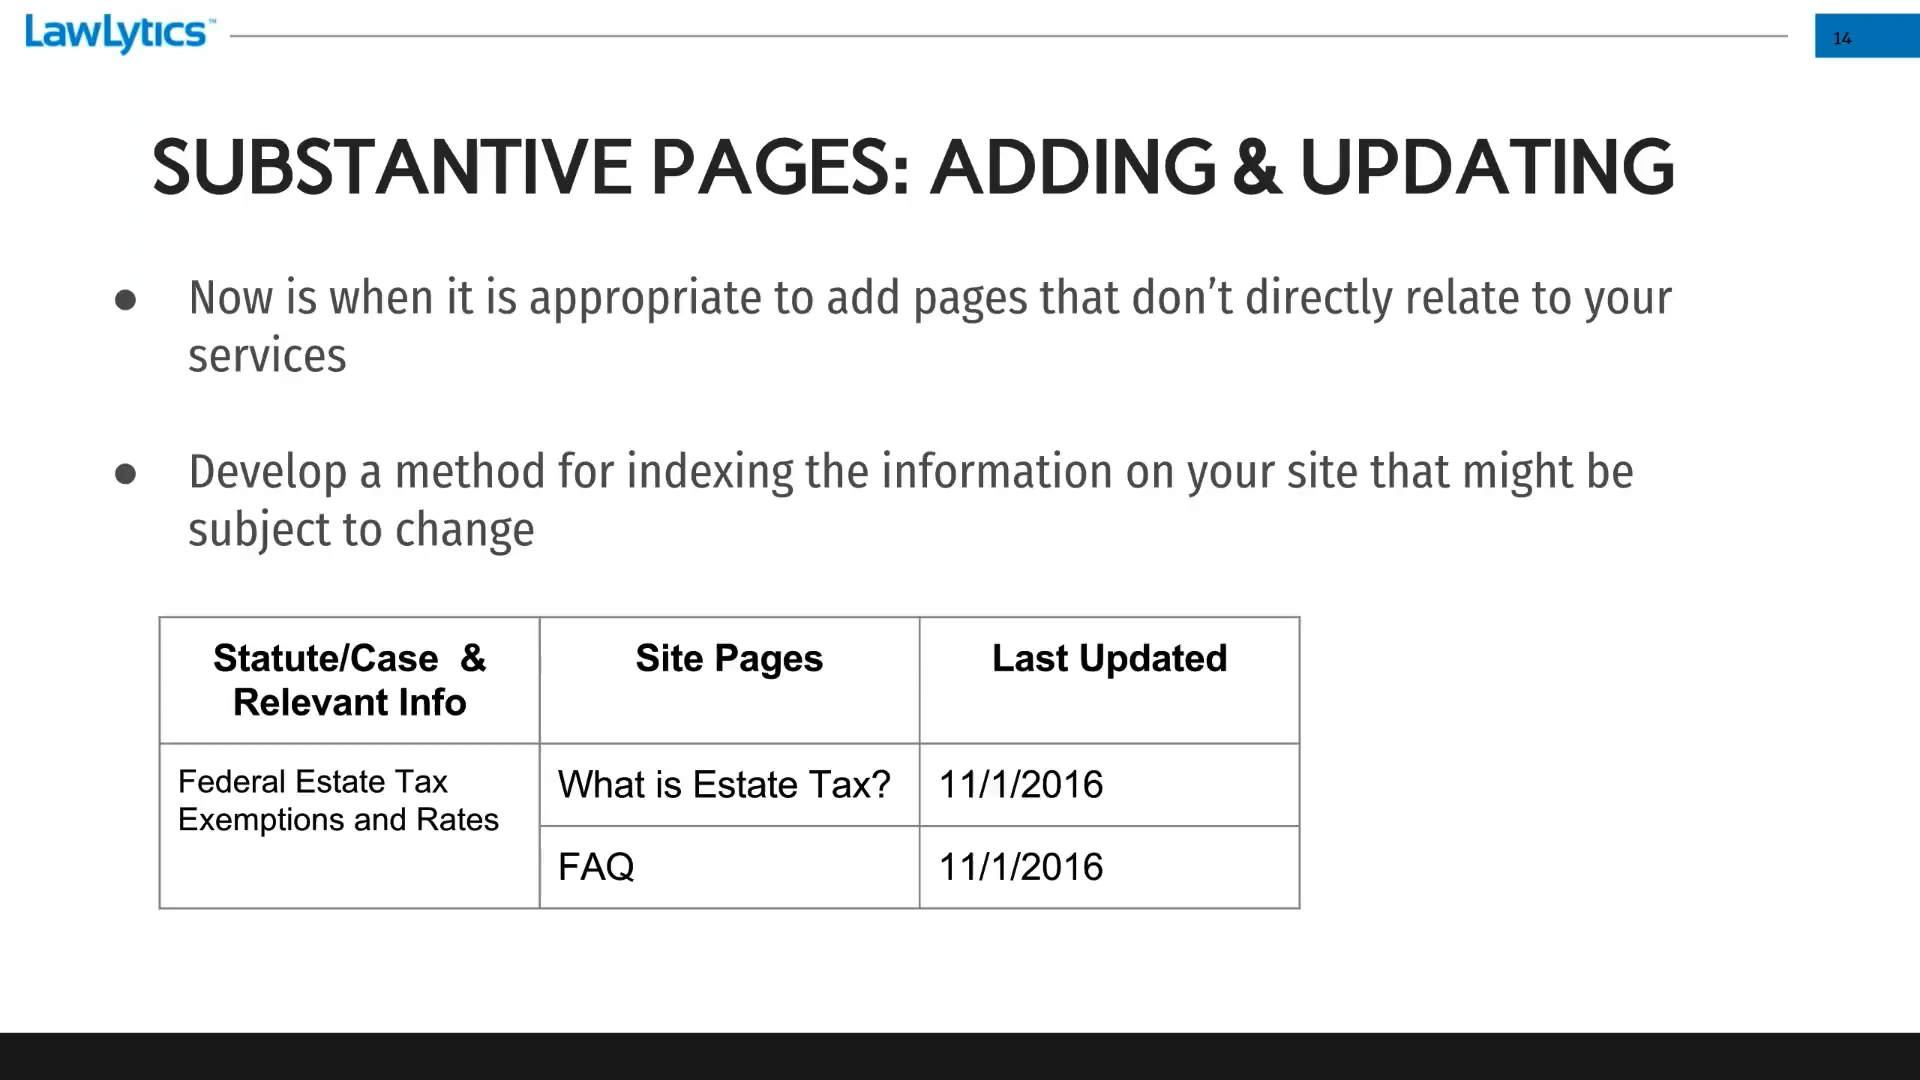 LawLytics™
14
SUBSTANTIVE PAGES: ADDING & UPDATING
● Now is when it is appropriate to add pages that don’t directly relate to your
services
● Develop a method for indexing the information on your site that might be
subject to change
Statute/Case & Relevant Info
Site Pages
Last Updated
Federal Estate Tax
Exemptions and Rates
What is Estate Tax?
11/1/2016
FAQ
11/1/2016